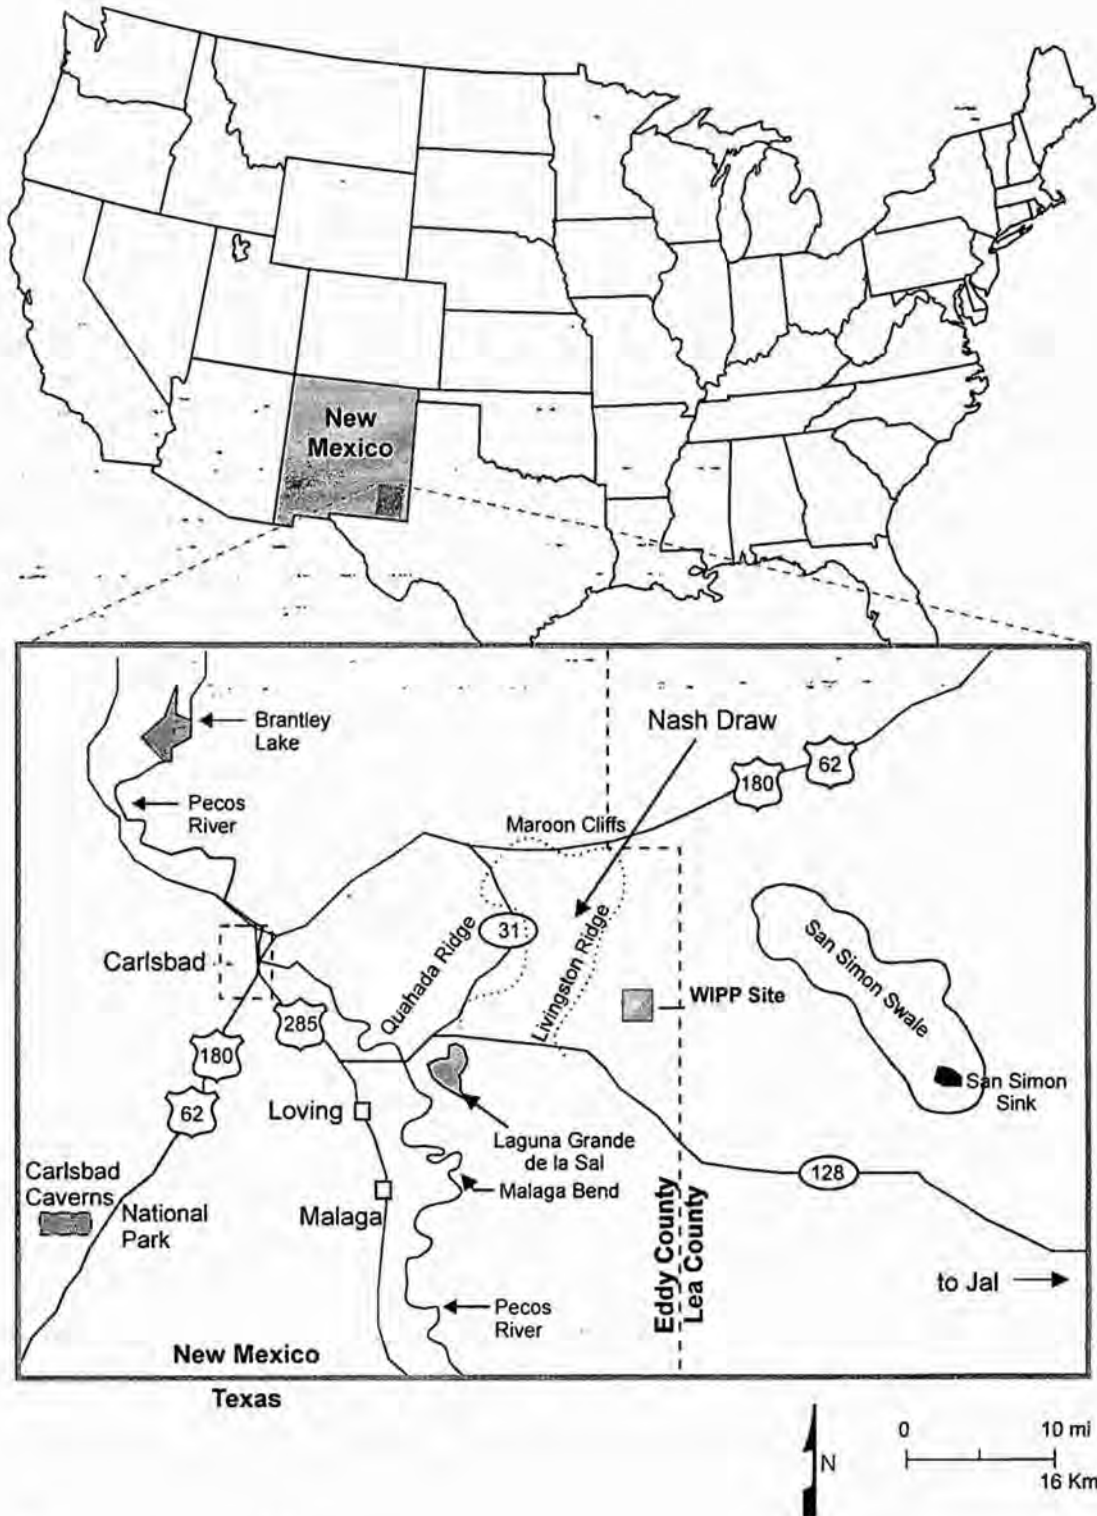 New
Mexico
Brantley
Lake
Nash Draw
62
180
Pecos
River
Maroon Cliffs
31
Quahada Ridge
Livingston Ridge
San Simon Swale
Carlsbad
WIPP Site
285
180
San Simon
Sink
62
Loving
Laguna Grande
de la Sal
128
Malaga Bend
Carlsbad
Caverns
National
Park
Malaga
Eddy County
Lea County
to Jal
Pecos
River
New Mexico
Texas
0 10 mi
N
16 Km